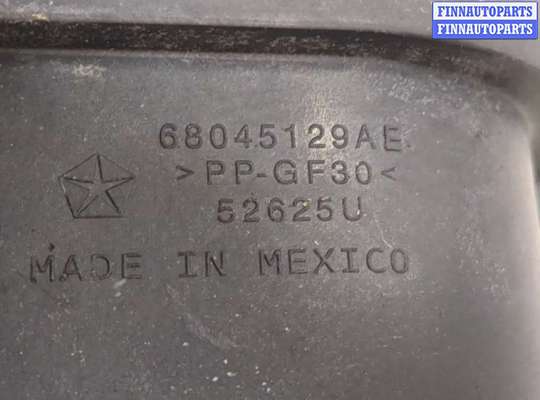 FINNAUTOPARTS
FINNAUTOPARTS
68045129AE
>PP-GF30<
52625U
MADE IN MEXICO